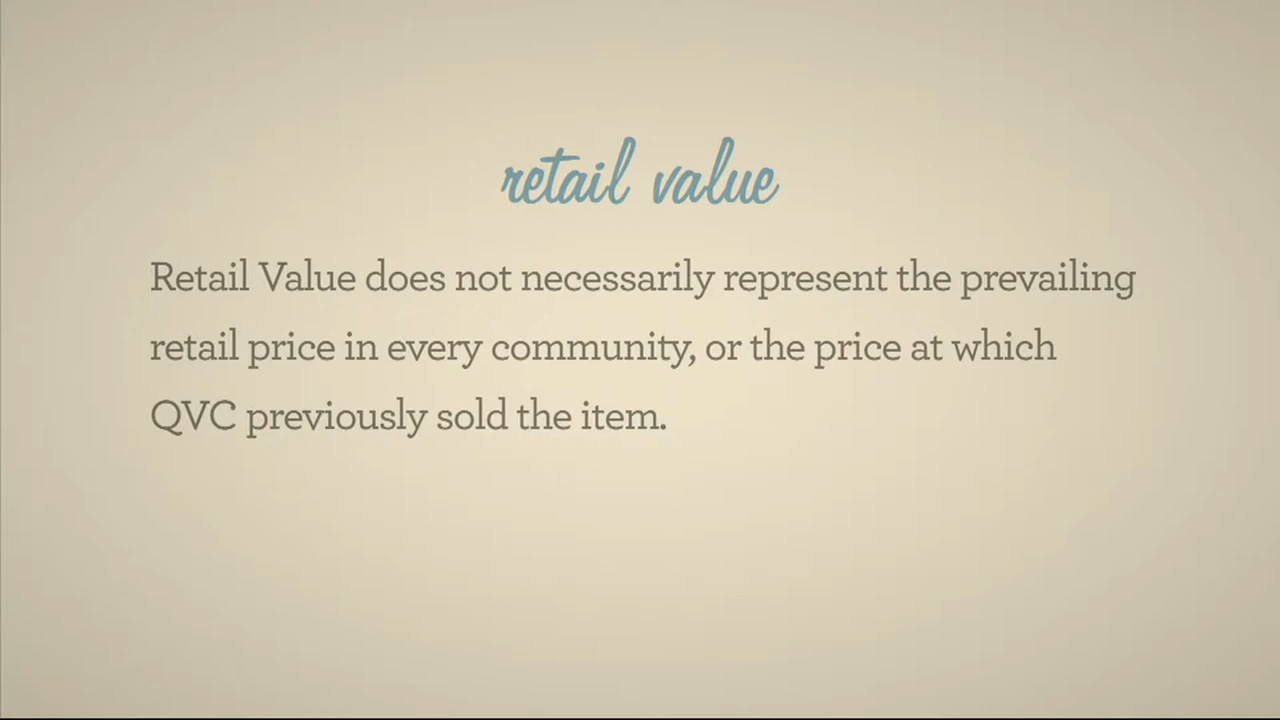 retail value
Retail Value does not necessarily represent the prevailing
retail price in every community, or the price at which
QVC previously sold the item.